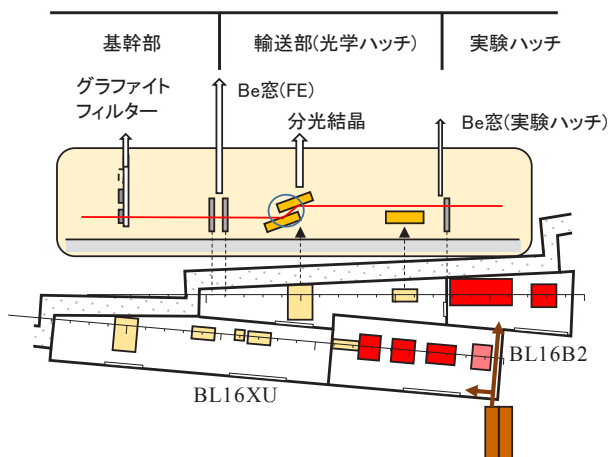 基幹部
輸送部(光学ハッチ)
実験ハッチ
グラファイト
フィルター
Be窓(FE)
分光結晶
Be窓(実験ハッチ)
BL16B2
BL16XU